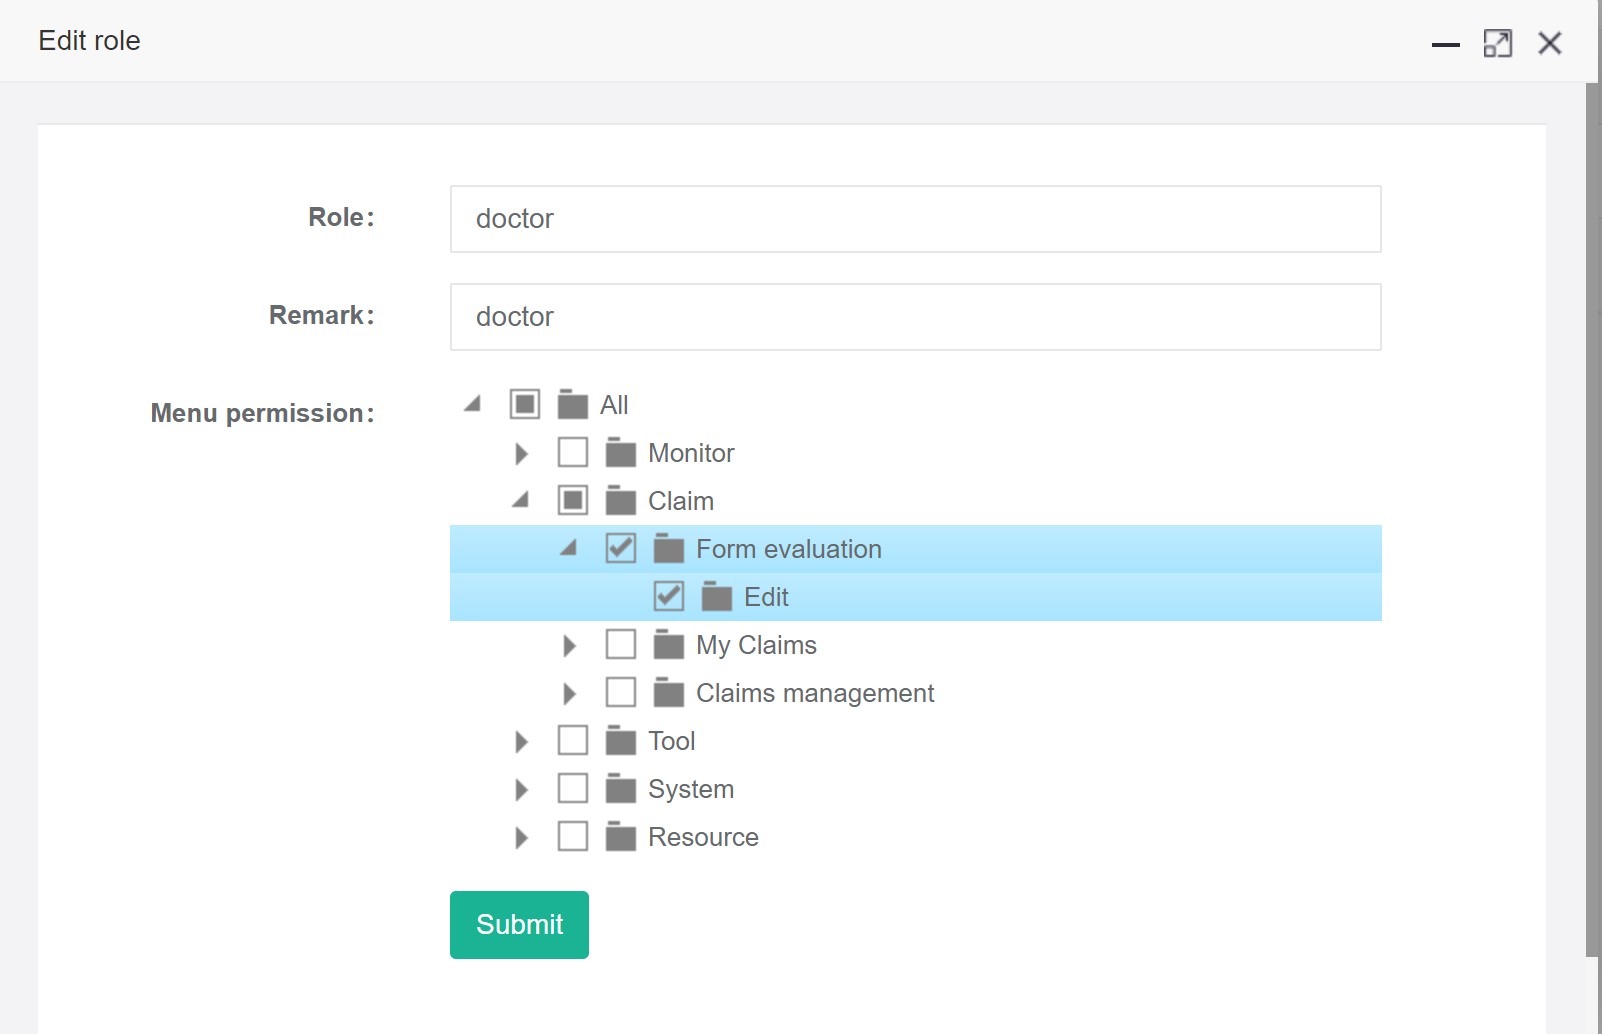 Edit role
Role: doctor
Remark: doctor
Menu permission: All
Monitor
Claim
Form evaluation
Edit
My Claims
Claims management
Tool
System
Resource
Submit